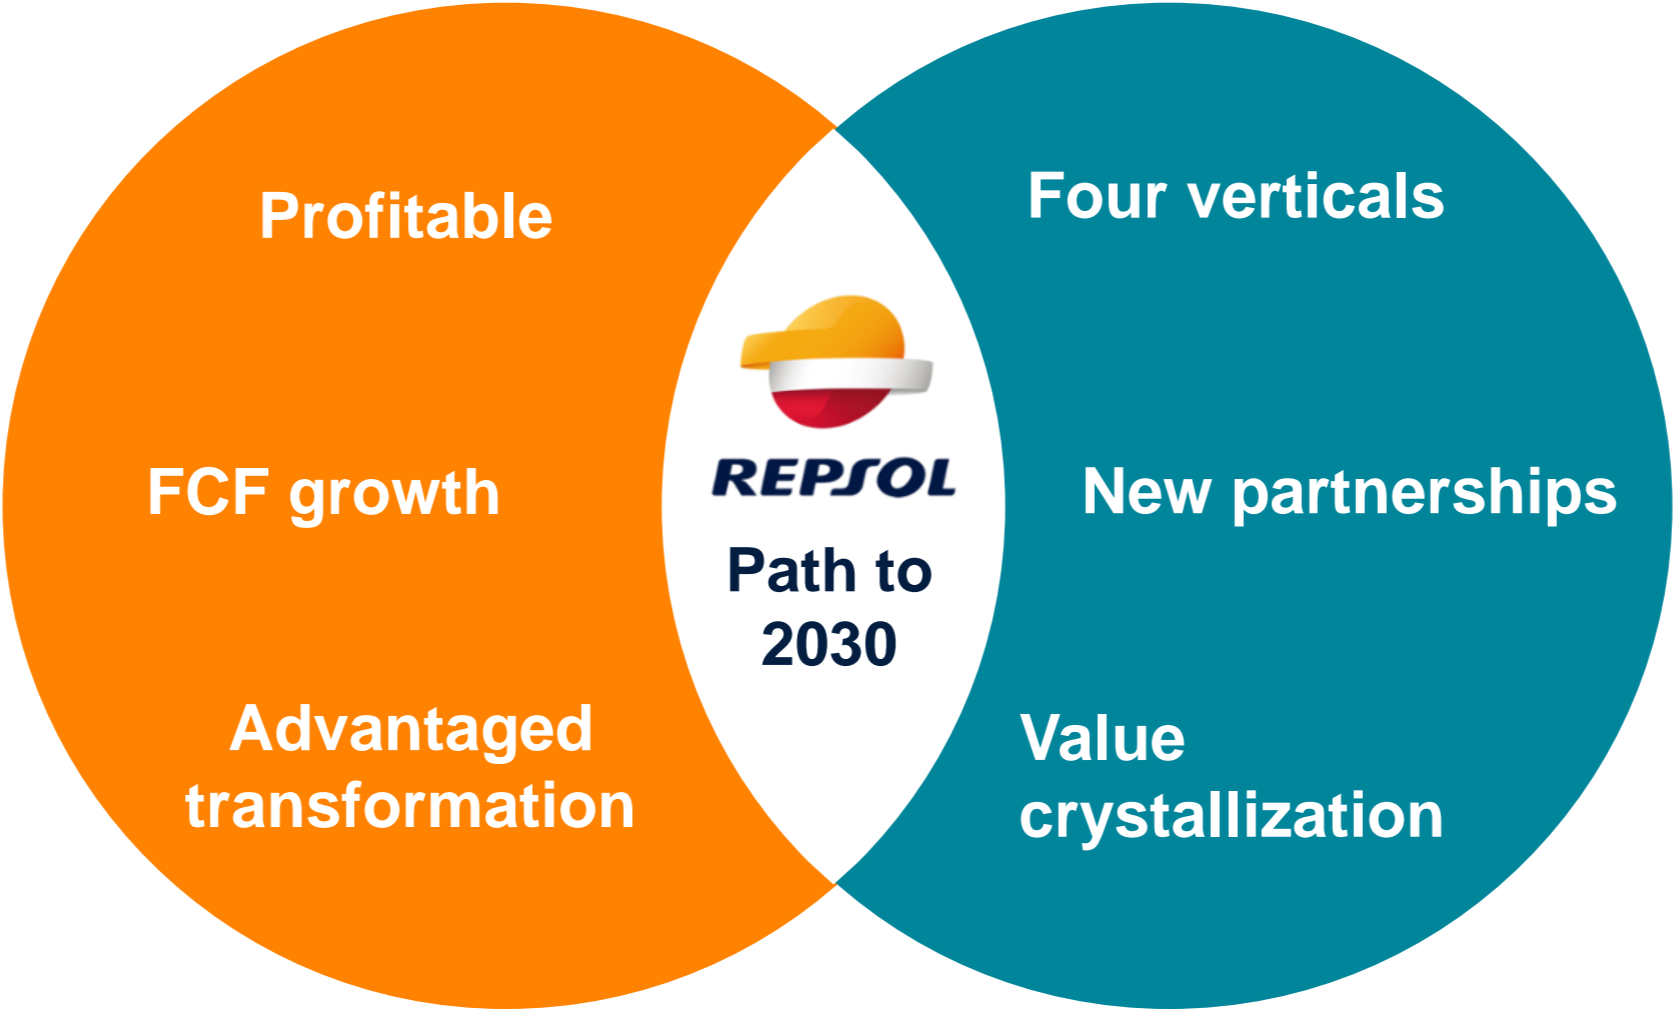 Profitable
FCF growth
Advantaged
transformation
REPSOL
Path to
2030
Four verticals
New partnerships
Value
crystallization